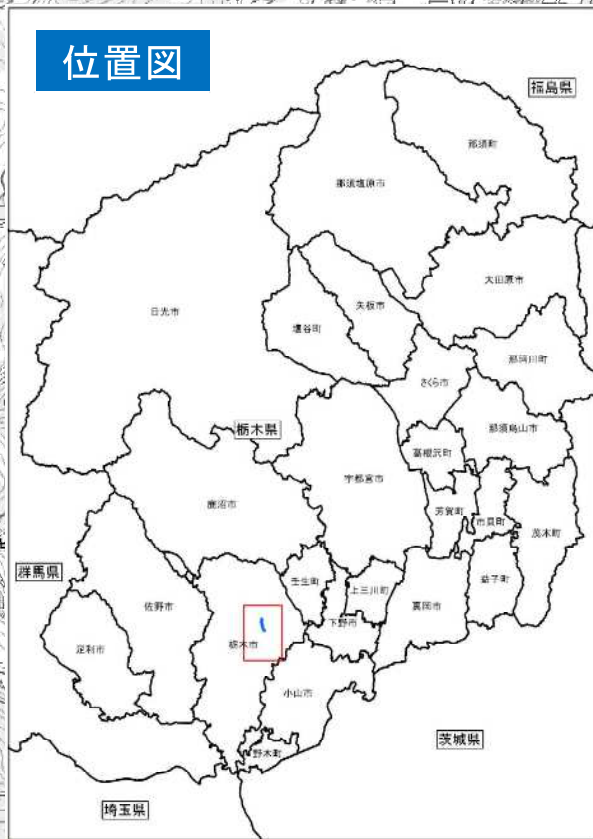 位置図
福島県
那須町
那須塩原市
大田原市
日光市
矢板市
塩谷町
那珂川町
さくら市
那須烏山市
栃木県
高根沢町
宇都宮市
鹿沼市
芳賀町
市貝町
茂木町
群馬県
壬生町
上三川町
益子町
佐野市
真岡市
下野市
足利市
栃木市
小山市
茨城県
野木町
埼玉県